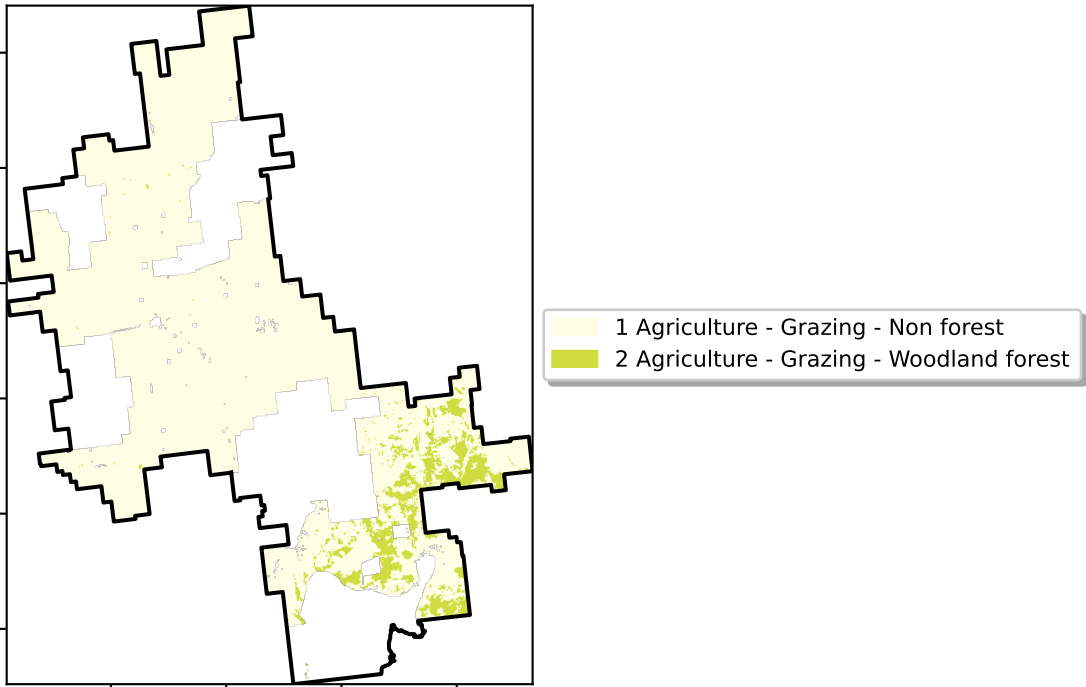 1 Agriculture - Grazing - Non forest
2 Agriculture - Grazing - Woodland forest